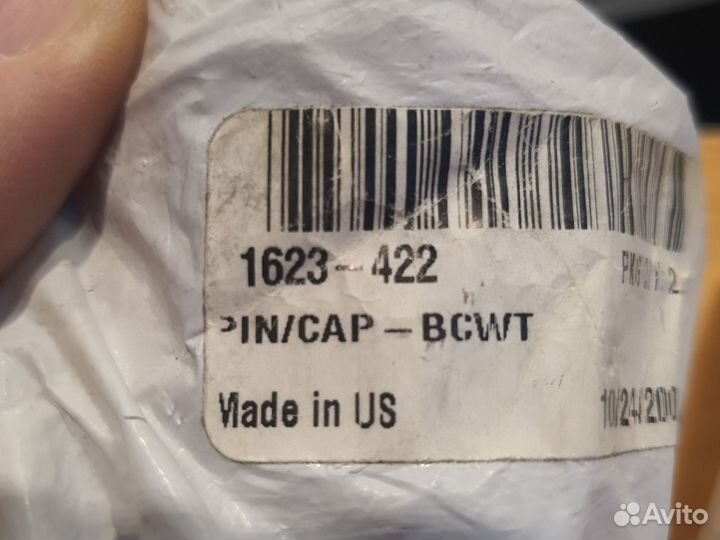 1623-422
PIN/CAP-BCWT
Made in US
Avito